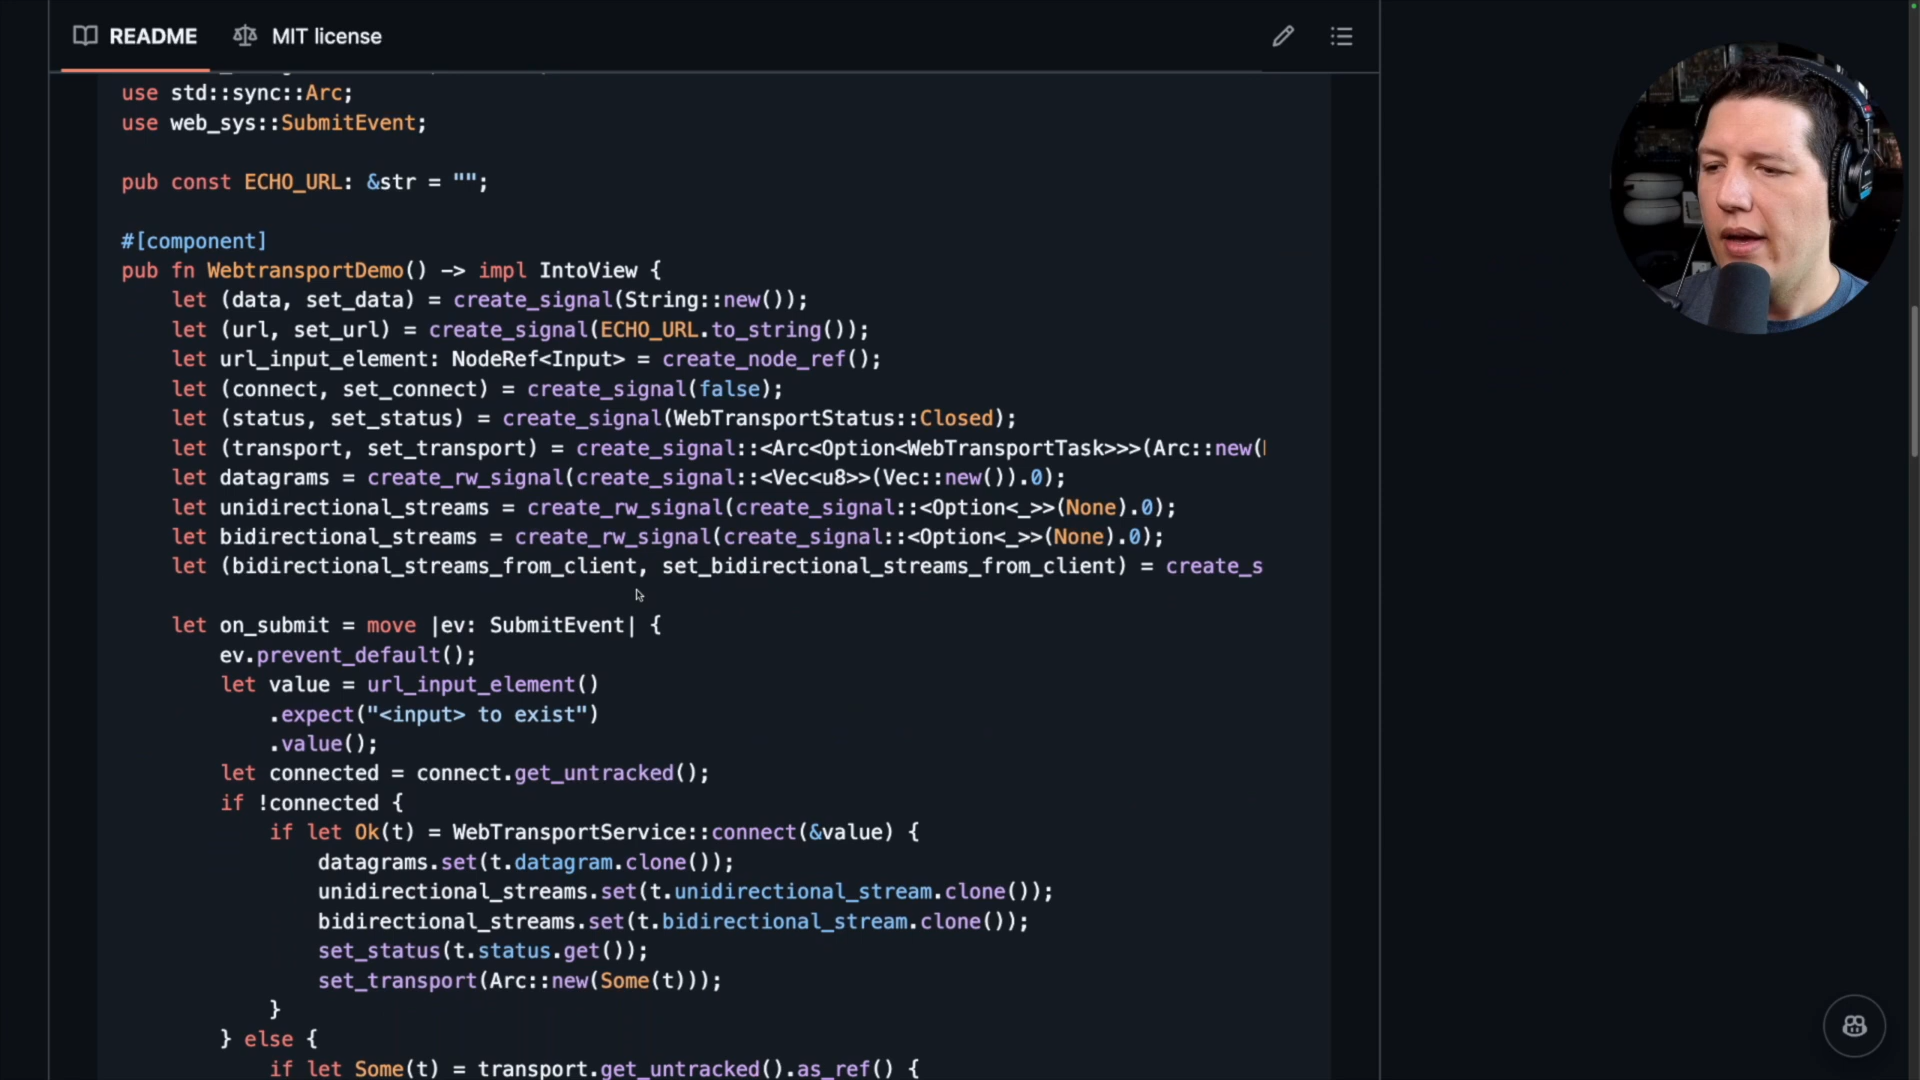 README MIT license
use std::sync::Arc;
use web_sys::SubmitEvent;
pub const ECHO_URL: &str = "";
#[component]
pub fn WebtransportDemo() -> impl IntoView {
let (data, set_data) = create_signal(String::new());
let (url, set_url) = create_signal(ECHO_URL.to_string());
let url_input_element: NodeRef<Input> = create_node_ref();
let (connect, set_connect) = create_signal(false);
let (status, set_status) = create_signal(WebTransportStatus::Closed);
let (transport, set_transport) = create_signal::<Arc<Option<WebTransportTask>>>(Arc::new(
let datagrams = create_rw_signal(create_signal::<Vec<u8>>(Vec::new()).0);
let unidirectional_streams = create_rw_signal(create_signal::<Option<_>>(None).0);
let bidirectional_streams = create_rw_signal(create_signal::<Option<_>>(None).0);
let (bidirectional_streams_from_client, set_bidirectional_streams_from_client) = create_s
let on_submit = move |ev: SubmitEvent| {
ev.prevent_default();
let value = url_input_element()
.expect("<input> to exist")
.value();
let connected = connect.get_untracked();
if !connected {
if let Ok(t) = WebTransportService::connect(&value) {
datagrams.set(t.datagram.clone());
unidirectional_streams.set(t.unidirectional_stream.clone());
bidirectional_streams.set(t.bidirectional_stream.clone());
set_status(t.status.get());
set_transport(Arc::new(Some(t)));
}
} else {
if let Some(t) = transport.get_untracked().as_ref() {